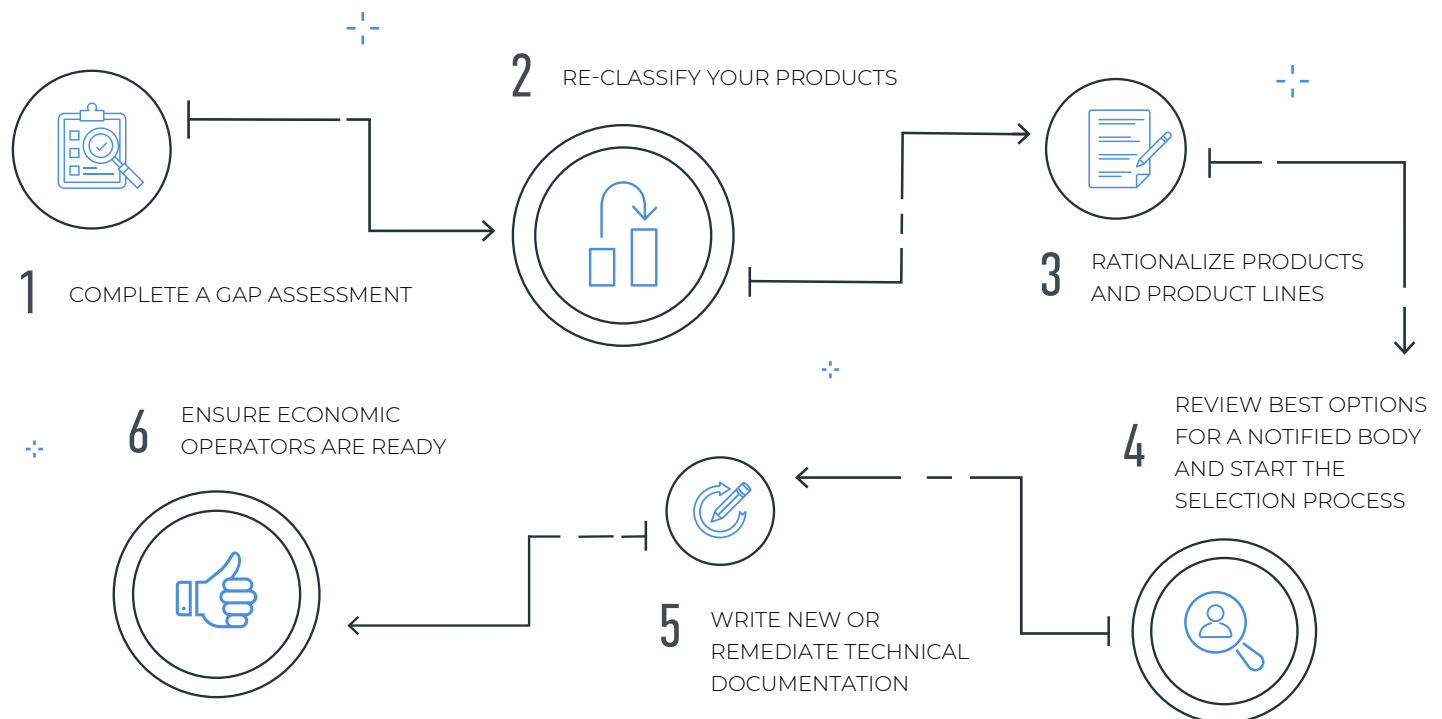 1
COMPLETE A GAP ASSESSMENT
2
RE-CLASSIFY YOUR PRODUCTS
3
RATIONALIZE PRODUCTS
AND PRODUCT LINES
4
REVIEW BEST OPTIONS
FOR A NOTIFIED BODY
AND START THE
SELECTION PROCESS
5
WRITE NEW OR
REMEDIATE TECHNICAL
DOCUMENTATION
6
ENSURE ECONOMIC
OPERATORS ARE READY